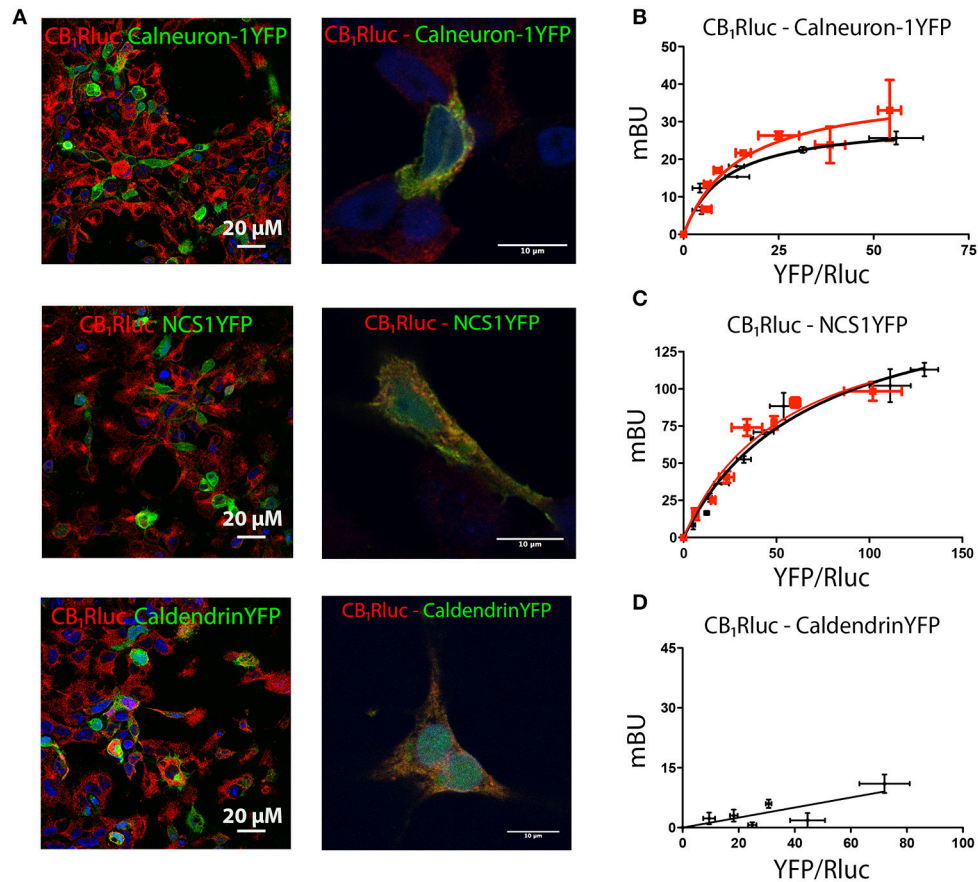 A
CB₁Rluc Calneuron-1YFP
20 µM
CB₁Rluc - Calneuron-1YFP
10 µm
B
CB₁Rluc - Calneuron-1YFP
mBU
50
40
30
20
10
0
0 25 50 75
YFP/Rluc
CB₁Rluc NCS1YFP
20 µM
CB₁Rluc - NCS1YFP
10 µm
C
CB₁Rluc - NCS1YFP
mBU
125
100
75
50
25
0
0 50 100 150
YFP/Rluc
CB₁Rluc CaldendrinYFP
20 µM
CB₁Rluc - CaldendrinYFP
10 µm
D
CB₁Rluc - CaldendrinYFP
mBU
45
30
15
0
0 20 40 60 80 100
YFP/Rluc